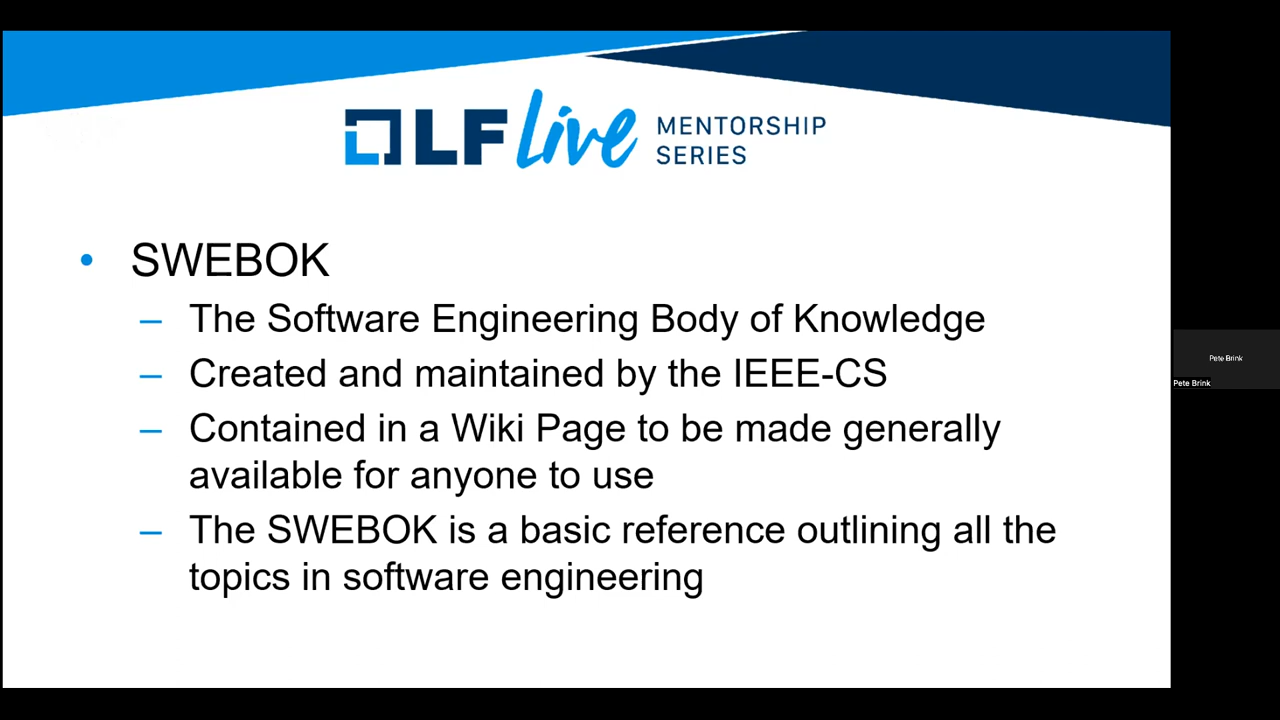 LF Live MENTORSHIP
SERIES
• SWEBOK
– The Software Engineering Body of Knowledge
– Created and maintained by the IEEE-CS
– Contained in a Wiki Page to be made generally
available for anyone to use
– The SWEBOK is a basic reference outlining all the
topics in software engineering
Pete Brink
Pete Brink